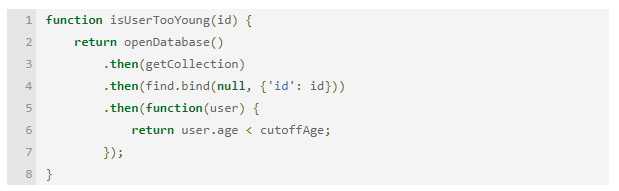 1 function isUserTooYoung(id) {
2     return openDatabase()
3         .then(getCollection)
4         .then(find.bind(null, {'id': id}))
5         .then(function(user) {
6             return user.age < cutoffAge;
7         });
8 }